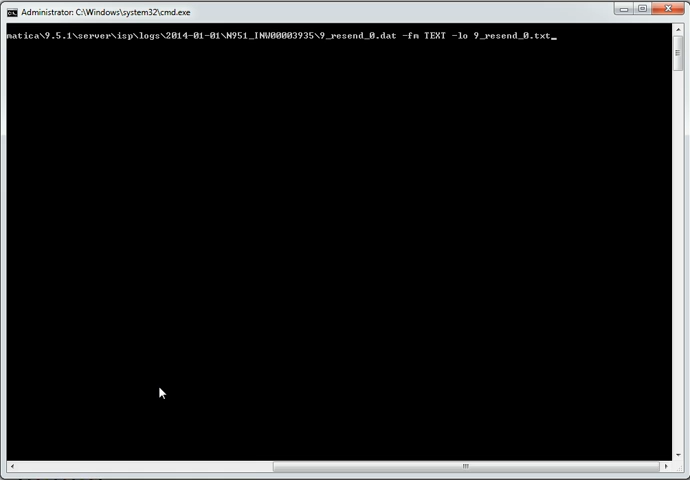 Administrator: C:\Windows\system32\cmd.exe
matica\9.5.1\server\isp\logs\2014-01-01\N951_INW00003935\9_resend_0.dat -fm TEXT -lo 9_resend_0.txt_